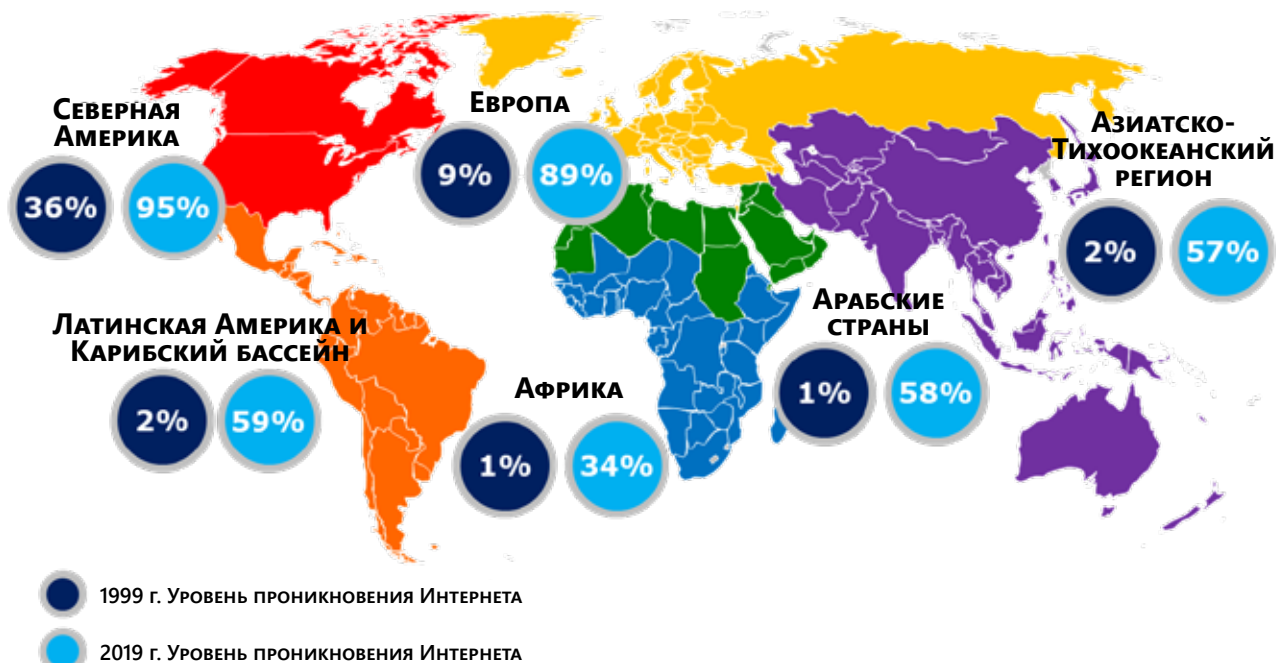 Северная
Америка
36% 95%
Европа
9% 89%
Азиатско-
Тихоокеанский
регион
2% 57%
Латинская Америка и
Карибский бассейн
2% 59%
Африка
1% 34%
Арабские
страны
1% 58%
1999 г. Уровень проникновения Интернета
2019 г. Уровень проникновения Интернета